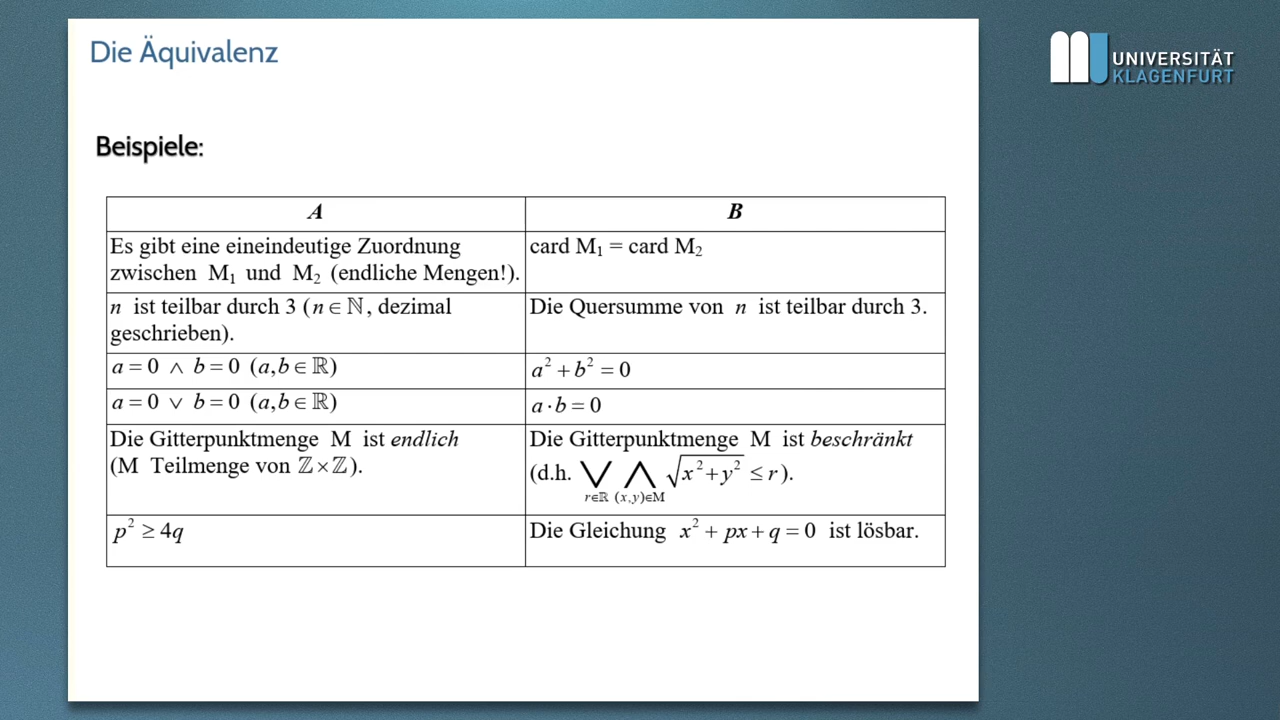 Die Äquivalenz
UNIVERSITÄT
KLAGENFURT
Beispiele:
A
B
Es gibt eine eineindeutige Zuordnung
zwischen M₁ und M₂ (endliche Mengen!).
card M₁ = card M₂
n ist teilbar durch 3 (n ∈ ℕ, dezimal
geschrieben).
Die Quersumme von n ist teilbar durch 3.
a = 0 ∧ b = 0 (a,b ∈ ℝ)
a² + b² = 0
a = 0 ∨ b = 0 (a,b ∈ ℝ)
a · b = 0
Die Gitterpunktmenge M ist endlich
(M Teilmenge von ℤ×ℤ).
Die Gitterpunktmenge M ist beschränkt
(d.h. ⋁ ⋀ √(x²+y²) ≤ r).
r∈ℝ (x,y)∈M
p² ≥ 4q
Die Gleichung x² + px + q = 0 ist lösbar.